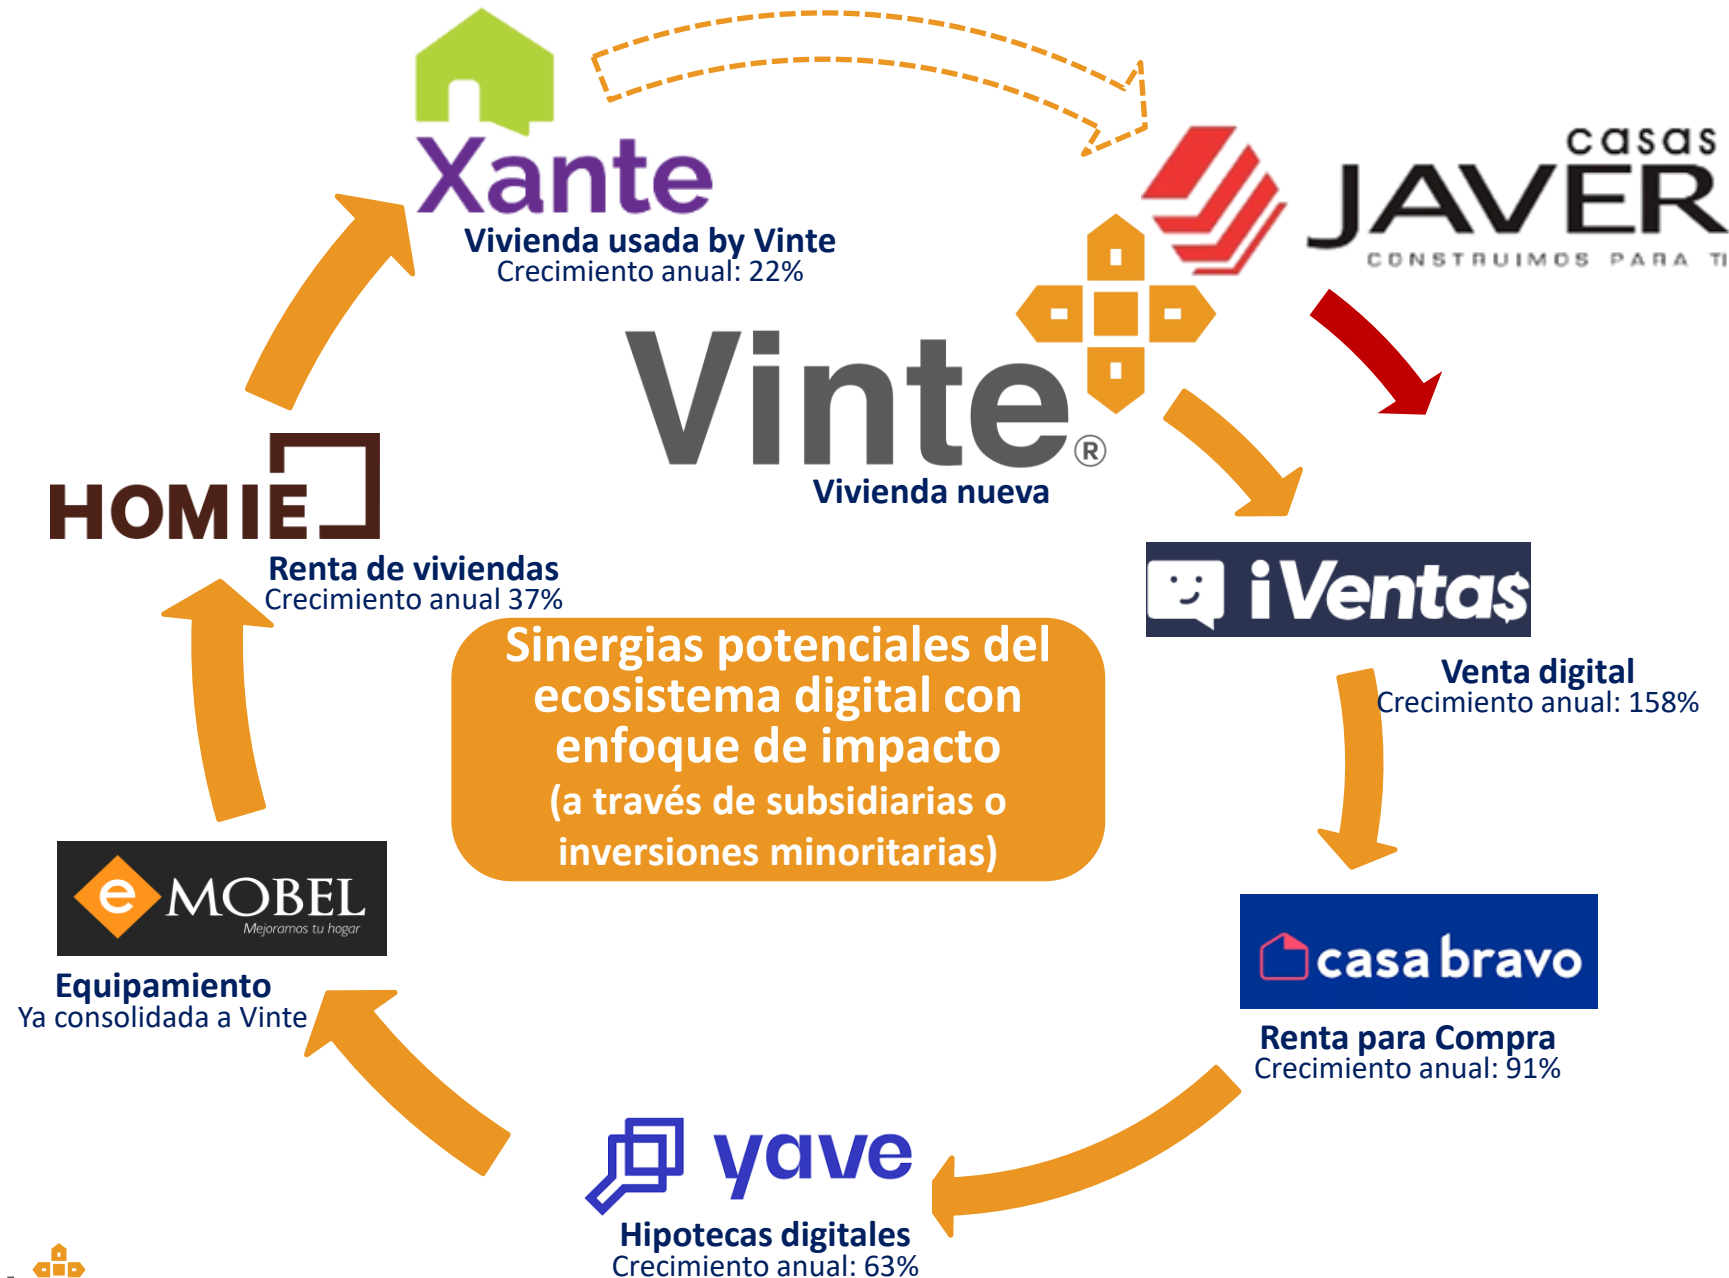 Xante
Vivienda usada by Vinte
Crecimiento anual: 22%
casas
JAVER
CONSTRUIMOS PARA TI
Vinte®
Vivienda nueva
HOMIE
Renta de viviendas
Crecimiento anual 37%
iVentas
Venta digital
Crecimiento anual: 158%
Sinergias potenciales del
ecosistema digital con
enfoque de impacto
(a través de subsidiarias o
inversiones minoritarias)
e MOBEL
Mejoramos tu hogar
Equipamiento
Ya consolidada a Vinte
casa bravo
Renta para Compra
Crecimiento anual: 91%
yave
Hipotecas digitales
Crecimiento anual: 63%
-